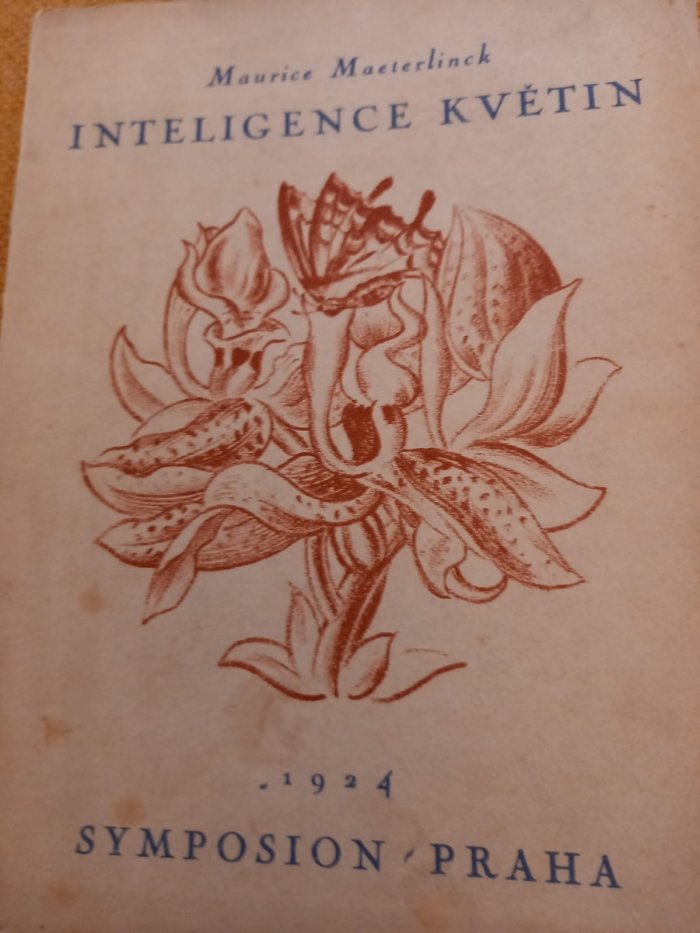 Maurice Maeterlinck
INTELIGENCE KVĚTIN
1924
SYMPOSION PRAHA